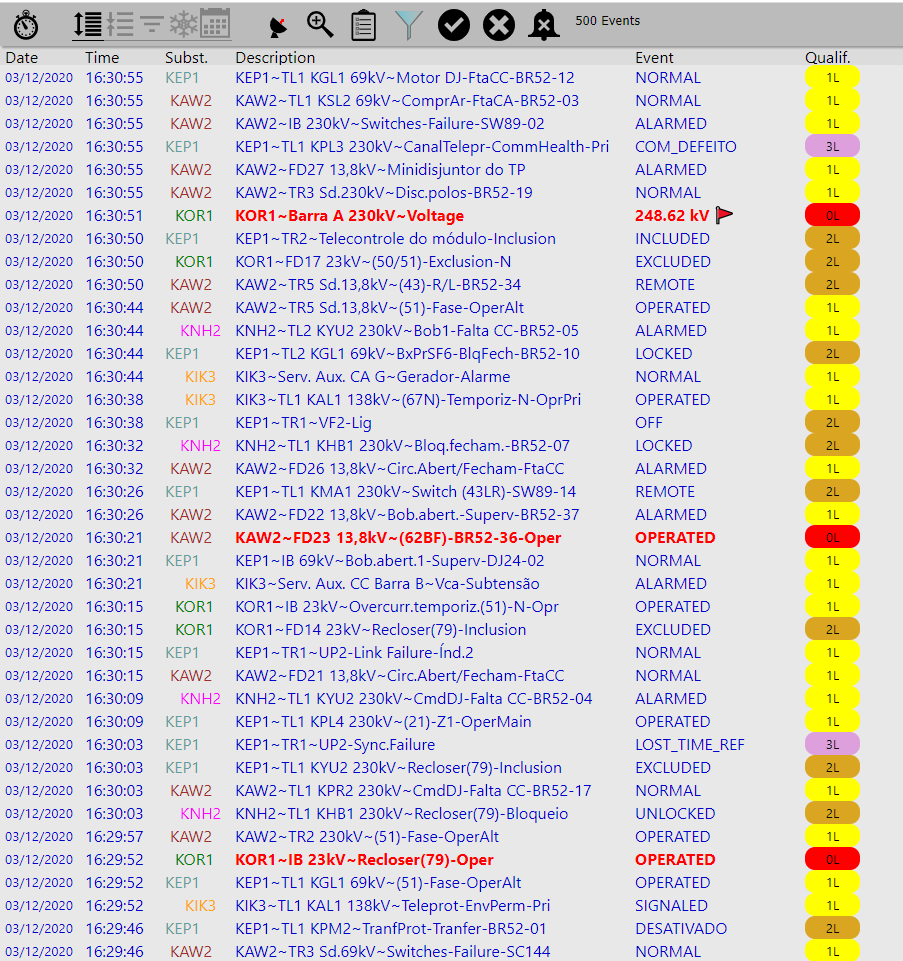 500 Events
Date Time Subst. Description Event Qualif.
03/12/2020 16:30:55 KEP1 KEP1~TL1 KGL1 69kV~Motor DJ-FtaCC-BR52-12 NORMAL 1L
03/12/2020 16:30:55 KAW2 KAW2~TL1 KSL2 69kV~ComprAr-FtaCA-BR52-03 NORMAL 1L
03/12/2020 16:30:55 KAW2 KAW2~IB 230kV~Switches-Failure-SW89-02 ALARMED 1L
03/12/2020 16:30:55 KEP1 KEP1~TL1 KPL3 230kV~CanalTelepr-CommHealth-Pri COM_DEFEITO 3L
03/12/2020 16:30:55 KAW2 KAW2~FD27 13,8kV~Minidisjuntor do TP ALARMED 1L
03/12/2020 16:30:55 KAW2 KAW2~TR3 Sd.230kV~Disc.polos-BR52-19 NORMAL 1L
03/12/2020 16:30:51 KOR1 KOR1~Barra A 230kV~Voltage 248.62 kV 0L
03/12/2020 16:30:50 KEP1 KEP1~TR2~Telecontrole do módulo-Inclusion INCLUDED 2L
03/12/2020 16:30:50 KOR1 KOR1~FD17 23kV~(50/51)-Exclusion-N EXCLUDED 2L
03/12/2020 16:30:50 KAW2 KAW2~TR5 Sd.13,8kV~(43)-R/L-BR52-34 REMOTE 2L
03/12/2020 16:30:44 KAW2 KAW2~TR5 Sd.13,8kV~(51)-Fase-OperAlt OPERATED 1L
03/12/2020 16:30:44 KNH2 KNH2~TL2 KYU2 230kV~Bob1-Falta CC-BR52-05 ALARMED 1L
03/12/2020 16:30:44 KEP1 KEP1~TL2 KGL1 69kV~BxPrSF6-BlqFech-BR52-10 LOCKED 2L
03/12/2020 16:30:44 KIK3 KIK3~Serv. Aux. CA G~Gerador-Alarme NORMAL 1L
03/12/2020 16:30:38 KIK3 KIK3~TL1 KAL1 138kV~(67N)-Temporiz-N-OprPri OPERATED 1L
03/12/2020 16:30:38 KEP1 KEP1~TR1~VF2-Lig OFF 2L
03/12/2020 16:30:32 KNH2 KNH2~TL1 KHB1 230kV~Bloq.fecham.-BR52-07 LOCKED 2L
03/12/2020 16:30:32 KAW2 KAW2~FD26 13,8kV~Circ.Abert/Fecham-FtaCC ALARMED 1L
03/12/2020 16:30:26 KEP1 KEP1~TL1 KMA1 230kV~Switch (43LR)-SW89-14 REMOTE 2L
03/12/2020 16:30:26 KAW2 KAW2~FD22 13,8kV~Bob.abert.-Superv-BR52-37 ALARMED 1L
03/12/2020 16:30:21 KAW2 KAW2~FD23 13,8kV~(62BF)-BR52-36-Oper OPERATED 0L
03/12/2020 16:30:21 KEP1 KEP1~IB 69kV~Bob.abert.1-Superv-DJ24-02 NORMAL 1L
03/12/2020 16:30:21 KIK3 KIK3~Serv. Aux. CC Barra B~Vca-Subtensão ALARMED 1L
03/12/2020 16:30:15 KOR1 KOR1~IB 23kV~Overcurr.temporiz.(51)-N-Opr OPERATED 1L
03/12/2020 16:30:15 KOR1 KOR1~FD14 23kV~Recloser(79)-Inclusion EXCLUDED 2L
03/12/2020 16:30:15 KEP1 KEP1~TR1~UP2-Link Failure-Índ.2 NORMAL 1L
03/12/2020 16:30:15 KAW2 KAW2~FD21 13,8kV~Circ.Abert/Fecham-FtaCC NORMAL 1L
03/12/2020 16:30:09 KNH2 KNH2~TL1 KYU2 230kV~CmdDJ-Falta CC-BR52-04 ALARMED 1L
03/12/2020 16:30:09 KEP1 KEP1~TL1 KPL4 230kV~(21)-Z1-OperMain OPERATED 1L
03/12/2020 16:30:03 KEP1 KEP1~TR1~UP2-Sync.Failure LOST_TIME_REF 3L
03/12/2020 16:30:03 KEP1 KEP1~TL1 KYU2 230kV~Recloser(79)-Inclusion EXCLUDED 2L
03/12/2020 16:30:03 KAW2 KAW2~TL1 KPR2 230kV~CmdDJ-Falta CC-BR52-17 NORMAL 1L
03/12/2020 16:30:03 KNH2 KNH2~TL1 KHB1 230kV~Recloser(79)-Bloqueio UNLOCKED 2L
03/12/2020 16:29:57 KAW2 KAW2~TR2 230kV~(51)-Fase-OperAlt OPERATED 1L
03/12/2020 16:29:52 KOR1 KOR1~IB 23kV~Recloser(79)-Oper OPERATED 0L
03/12/2020 16:29:52 KEP1 KEP1~TL1 KGL1 69kV~(51)-Fase-OperAlt OPERATED 1L
03/12/2020 16:29:52 KIK3 KIK3~TL1 KAL1 138kV~Teleprot-EnvPerm-Pri SIGNALED 1L
03/12/2020 16:29:46 KEP1 KEP1~TL1 KPM2~TranfProt-Tranfer-BR52-01 DESATIVADO 2L
03/12/2020 16:29:46 KAW2 KAW2~TR3 Sd.69kV~Switches-Failure-SC144 NORMAL 1L